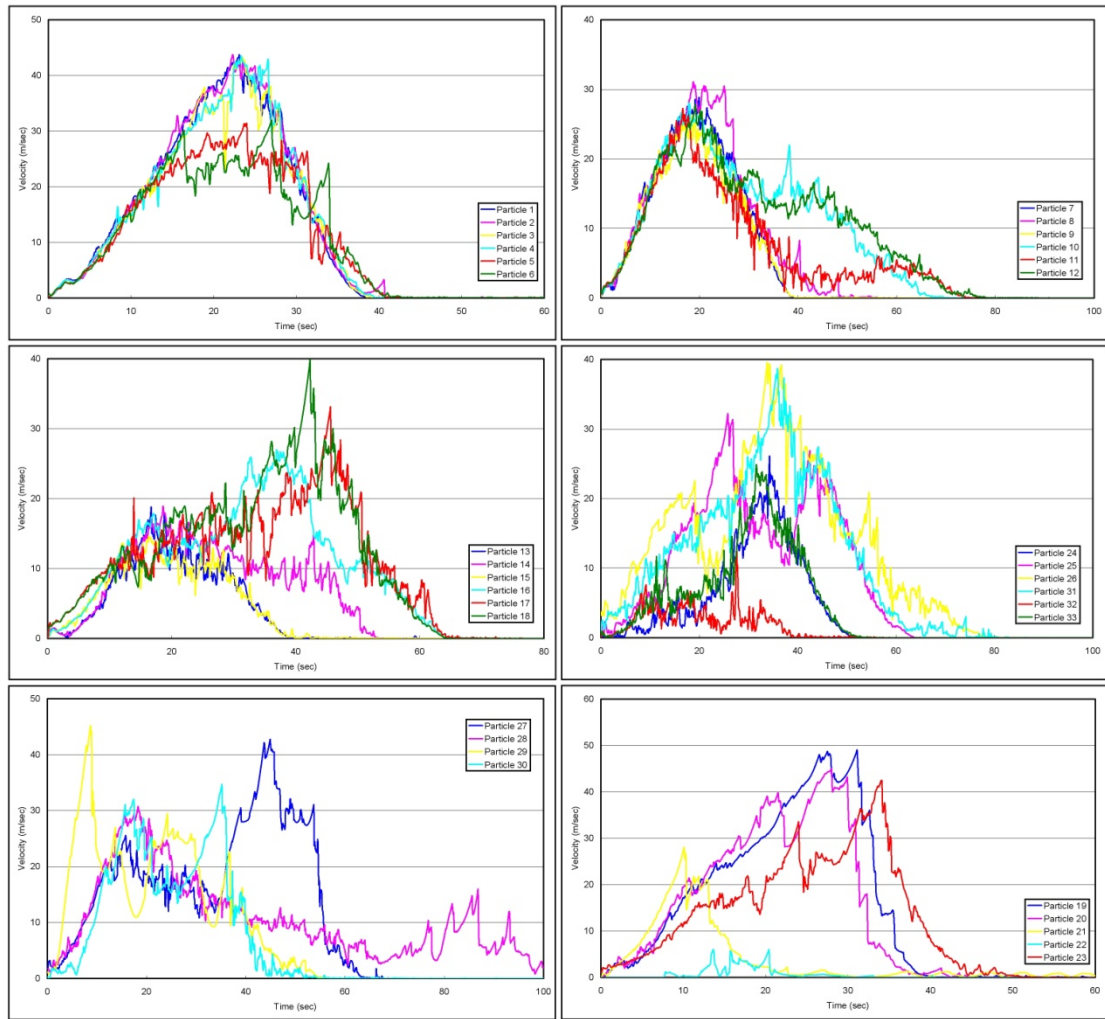 50
40
30
20
10
0
Velocity (m/sec)
0 10 20 30 40 50 60
Time (sec)
Particle 1
Particle 2
Particle 3
Particle 4
Particle 5
Particle 6
40
30
20
10
0
Velocity (m/sec)
0 20 40 60 80 100
Time (sec)
Particle 7
Particle 8
Particle 9
Particle 10
Particle 11
Particle 12
40
30
20
10
0
Velocity (m/sec)
0 20 40 60 80
Time (sec)
Particle 13
Particle 14
Particle 15
Particle 16
Particle 17
Particle 18
40
30
20
10
0
Velocity (m/sec)
0 20 40 60 80 100
Time (sec)
Particle 24
Particle 25
Particle 26
Particle 31
Particle 32
Particle 33
50
40
30
20
10
0
Velocity (m/sec)
0 20 40 60 80 100
Time (sec)
Particle 27
Particle 28
Particle 29
Particle 30
60
50
40
30
20
10
0
Velocity (m/sec)
0 10 20 30 40 50 60
Time (sec)
Particle 19
Particle 20
Particle 21
Particle 22
Particle 23